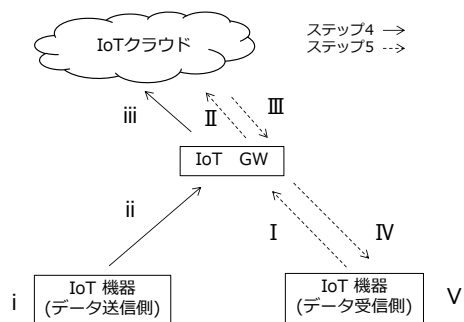 IoTクラウド
ステップ4
ステップ5
iii
Ⅱ
Ⅲ
IoT GW
ii
Ⅰ
Ⅳ
i
IoT 機器
(データ送信側)
IoT 機器
(データ受信側)
Ⅴ